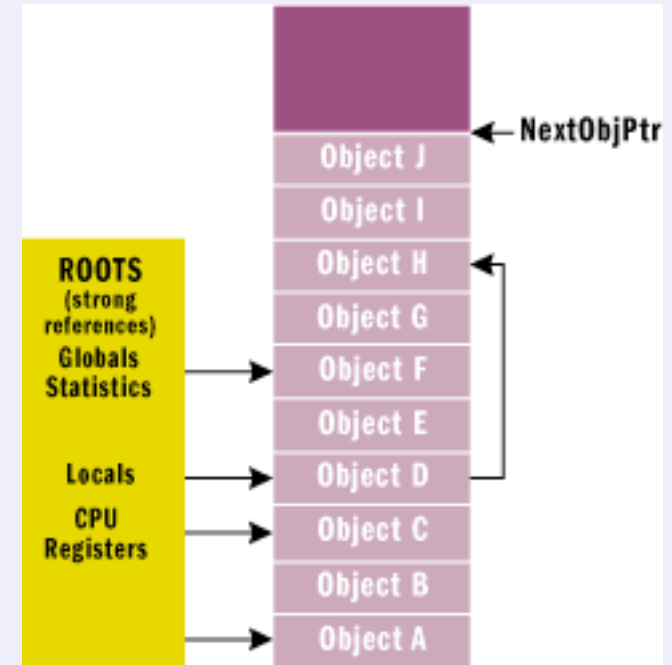 NextObjPtr
Object J
Object I
Object H
Object G
Object F
Object E
Object D
Object C
Object B
Object A
ROOTS
(strong
references)
Globals
Statistics
Locals
CPU
Registers